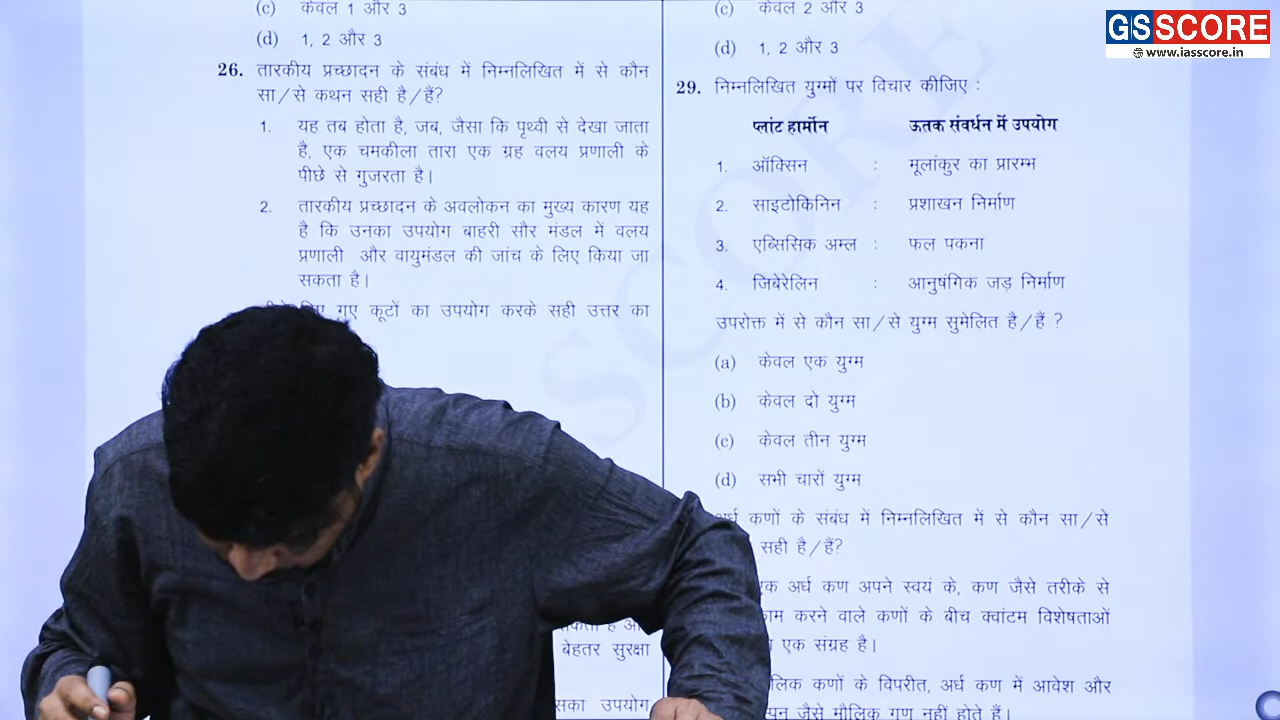 GSSCORE
www.iasscore.in
(c) केवल 1 और 3
(d) 1, 2 और 3
26. तारकीय प्रच्छादन के संबंध में निम्नलिखित में से कौन
सा/से कथन सही है/हैं?
1. यह तब होता है, जब, जैसा कि पृथ्वी से देखा जाता
है, एक चमकीला तारा एक ग्रह वलय प्रणाली के
पीछे से गुजरता है।
2. तारकीय प्रच्छादन के अवलोकन का मुख्य कारण यह
है कि उनका उपयोग बाहरी सौर मंडल में वलय
प्रणाली और वायुमंडल की जांच के लिए किया जा
सकता है।
गए कूटों का उपयोग करके सही उत्तर का
बेहतर सुरक्षा
उपयोग
(c) केवल 2 और 3
(d) 1, 2 और 3
29. निम्नलिखित युग्मों पर विचार कीजिए :
प्लांट हार्मोन ऊतक संवर्धन में उपयोग
1. ऑक्सिन : मूलांकुर का प्रारम्भ
2. साइटोकिनिन : प्रशाखन निर्माण
3. एब्सिसिक अम्ल : फल पकना
4. जिबेरेलिन : आनुषंगिक जड़ निर्माण
उपरोक्त में से कौन सा/से युग्म सुमेलित है/हैं ?
(a) केवल एक युग्म
(b) केवल दो युग्म
(c) केवल तीन युग्म
(d) सभी चारों युग्म
अर्ध कणों के संबंध में निम्नलिखित में से कौन सा/से
सही है/हैं?
एक अर्ध कण अपने स्वयं के, कण जैसे तरीके से
काम करने वाले कणों के बीच क्वांटम विशेषताओं
एक संग्रह है।
कणों के विपरीत, अर्ध कण में आवेश और
जैसे मौलिक गुण नहीं होते हैं।
SCORE